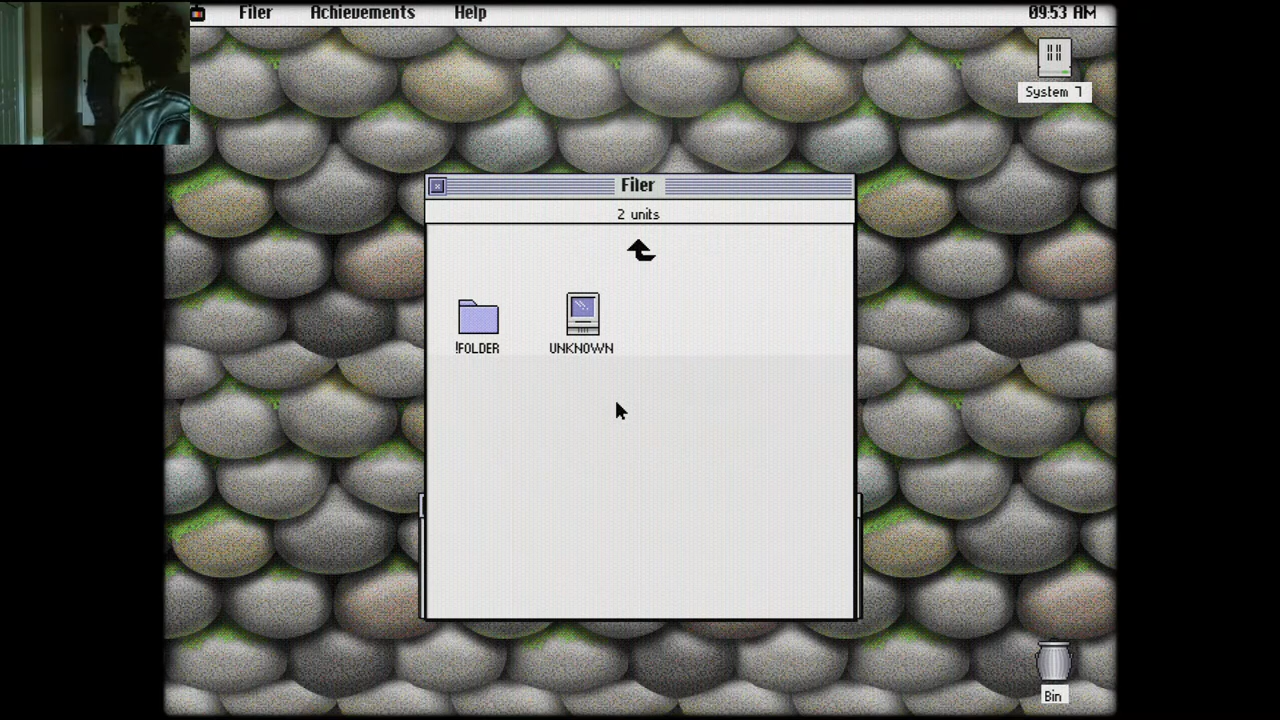 Filer Achievements Help 09:53 AM
System 7
Filer
2 units
!FOLDER UNKNOWN
Bin